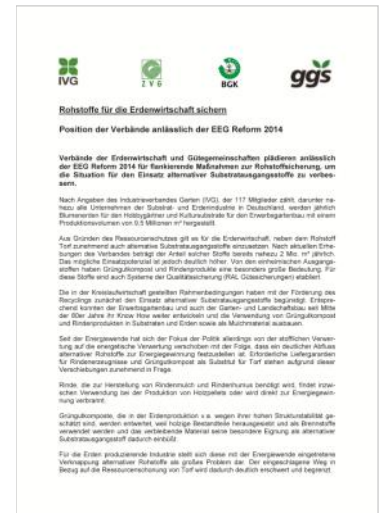 IVG
ZVG
BGK
ggs
Rohstoffe für die Erdenwirtschaft sichern
Position der Verbände anlässlich der EEG Reform 2014
Verbände der Erdenwirtschaft und Gütegemeinschaften plädieren anlässlich
der EEG Reform 2014 für flankierende Maßnahmen zur Rohstoffsicherung, um
die Situation für den Einsatz alternativer Substratausgangsstoffe zu verbes-
sern.
Nach Angaben des Industrieverbandes Garten (IVG), der 117 Mitglieder zählt, darunter na-
hezu alle Unternehmen der Substrat- und Erdenindustrie in Deutschland, werden jährlich
Blumenerden für den Hobbygärtner und Kultursubstrate für den Erwerbsgartenbau mit einem
Produktionsvolumen von 9,5 Millionen m³ hergestellt.
Aus Gründen des Ressourcenschutzes gilt es für die Erdenwirtschaft, neben dem Rohstoff
Torf zunehmend auch alternative Substratausgangsstoffe einzusetzen. Nach aktuellen Erhe-
bungen des Verbandes beträgt der Anteil solcher Stoffe bereits nahezu 2 Mio. m³ jährlich.
Das mögliche Einsatzpotenzial ist jedoch deutlich höher. Von den einheimischen Ausgangs-
stoffen haben Grüngutkompost und Rindenprodukte eine besonders große Bedeutung. Für
diese Stoffe sind auch Systeme der Qualitätssicherung (RAL Gütesicherungen) etabliert.
Die in der Kreislaufwirtschaft gestellten Rahmenbedingungen haben mit der Förderung des
Recyclings zunächst den Einsatz alternativer Substratausgangsstoffe begünstigt. Entspre-
chend konnten der Erwerbsgartenbau und auch der Garten- und Landschaftsbau seit Mitte
der 80er Jahre ihr Know How weiter entwickeln und die Verwendung von Grüngutkompost
und Rindenprodukten in Substraten und Erden sowie als Mulchmaterial ausbauen.
Seit der Energiewende hat sich der Fokus der Politik allerdings von der stofflichen Verwer-
tung auf die energetische Verwertung verschoben mit der Folge, dass ein deutlicher Abfluss
alternativer Rohstoffe zur Energiegewinnung festzustellen ist. Erforderliche Liefergarantien
für Rindenerzeugnisse und Grüngutkompost als Substitut für Torf stehen aufgrund dieser
Verschiebungen zunehmend in Frage.
Rinde, die zur Herstellung von Rindenmulch und Rindenhumus benötigt wird, findet inzwi-
schen Verwendung bei der Produktion von Holzpellets oder wird direkt zur Energiegewin-
nung verbrannt.
Grüngutkomposte, die in der Erdenproduktion v.a. wegen ihrer hohen Strukturstabilität ge-
schätzt sind, werden entwertet, weil holzige Bestandteile herausgesiebt und als Brennstoffe
verwendet werden und das verbleibende Material seine besondere Eignung als alternativer
Substratausgangsstoff dadurch einbüßt.
Für die Erden produzierende Industrie stellt sich diese mit der Energiewende eingetretene
Verknappung alternativer Rohstoffe als großes Problem dar. Der eingeschlagene Weg in
Bezug auf die Ressourcenschonung von Torf wird dadurch deutlich erschwert und begrenzt.